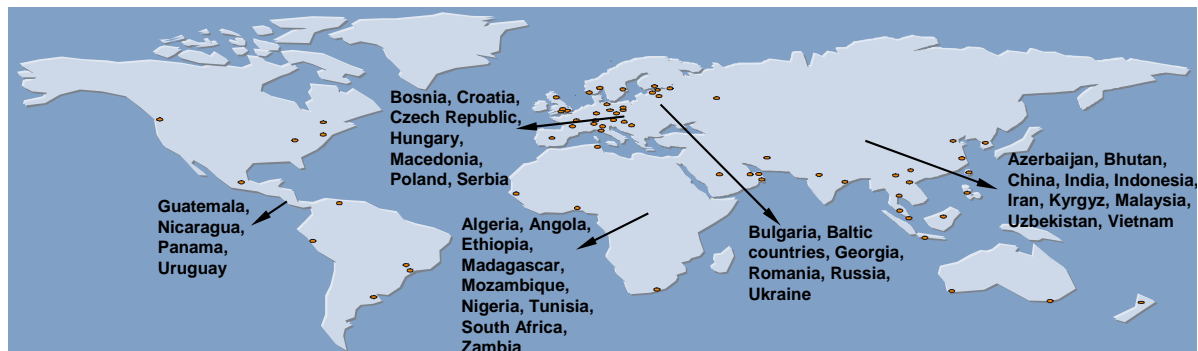 Bosnia, Croatia,
Czech Republic,
Hungary,
Macedonia,
Poland, Serbia
Guatemala,
Nicaragua,
Panama,
Uruguay
Algeria, Angola,
Ethiopia,
Madagascar,
Mozambique,
Nigeria, Tunisia,
South Africa,
Zambia
Bulgaria, Baltic
countries, Georgia,
Romania, Russia,
Ukraine
Azerbaijan, Bhutan,
China, India, Indonesia,
Iran, Kyrgyz, Malaysia,
Uzbekistan, Vietnam